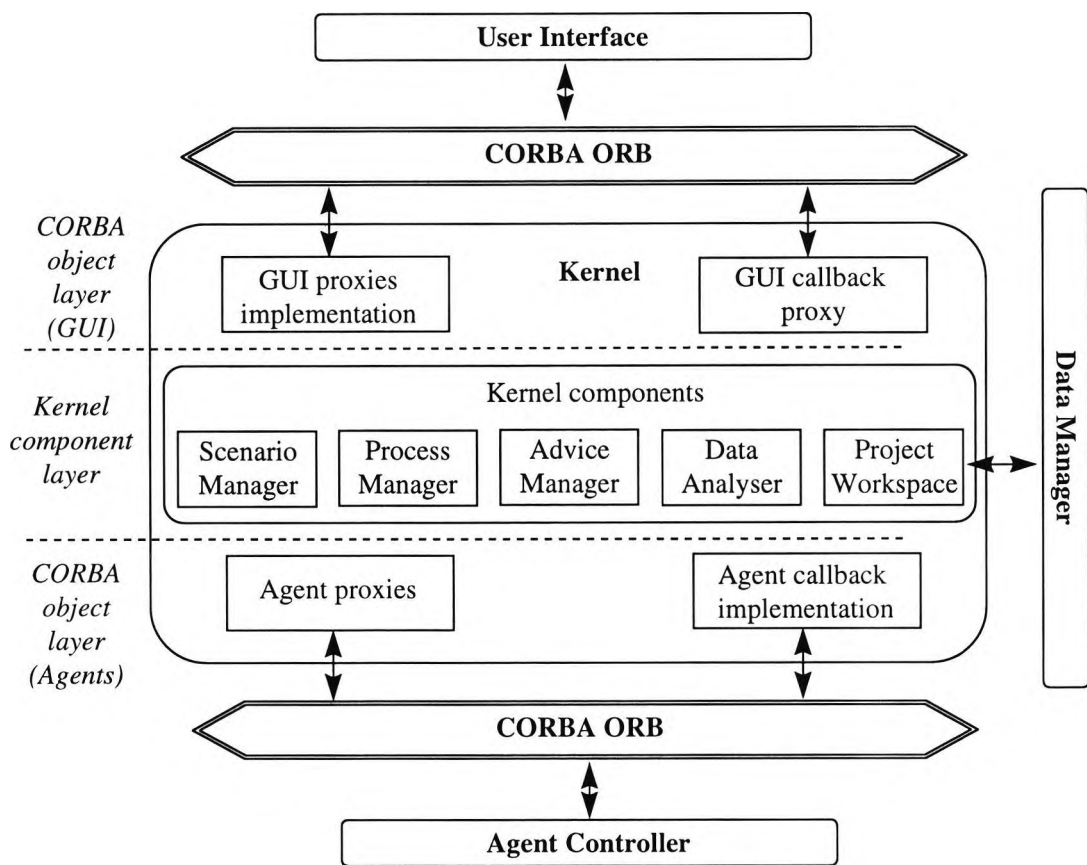 User Interface
CORBA ORB
CORBA
object
layer
(GUI)
Kernel
GUI proxies
implementation
GUI callback
proxy
Data Manager
Kernel
component
layer
Kernel components
Scenario
Manager
Process
Manager
Advice
Manager
Data
Analyser
Project
Workspace
CORBA
object
layer
(Agents)
Agent proxies
Agent callback
implementation
CORBA ORB
Agent Controller